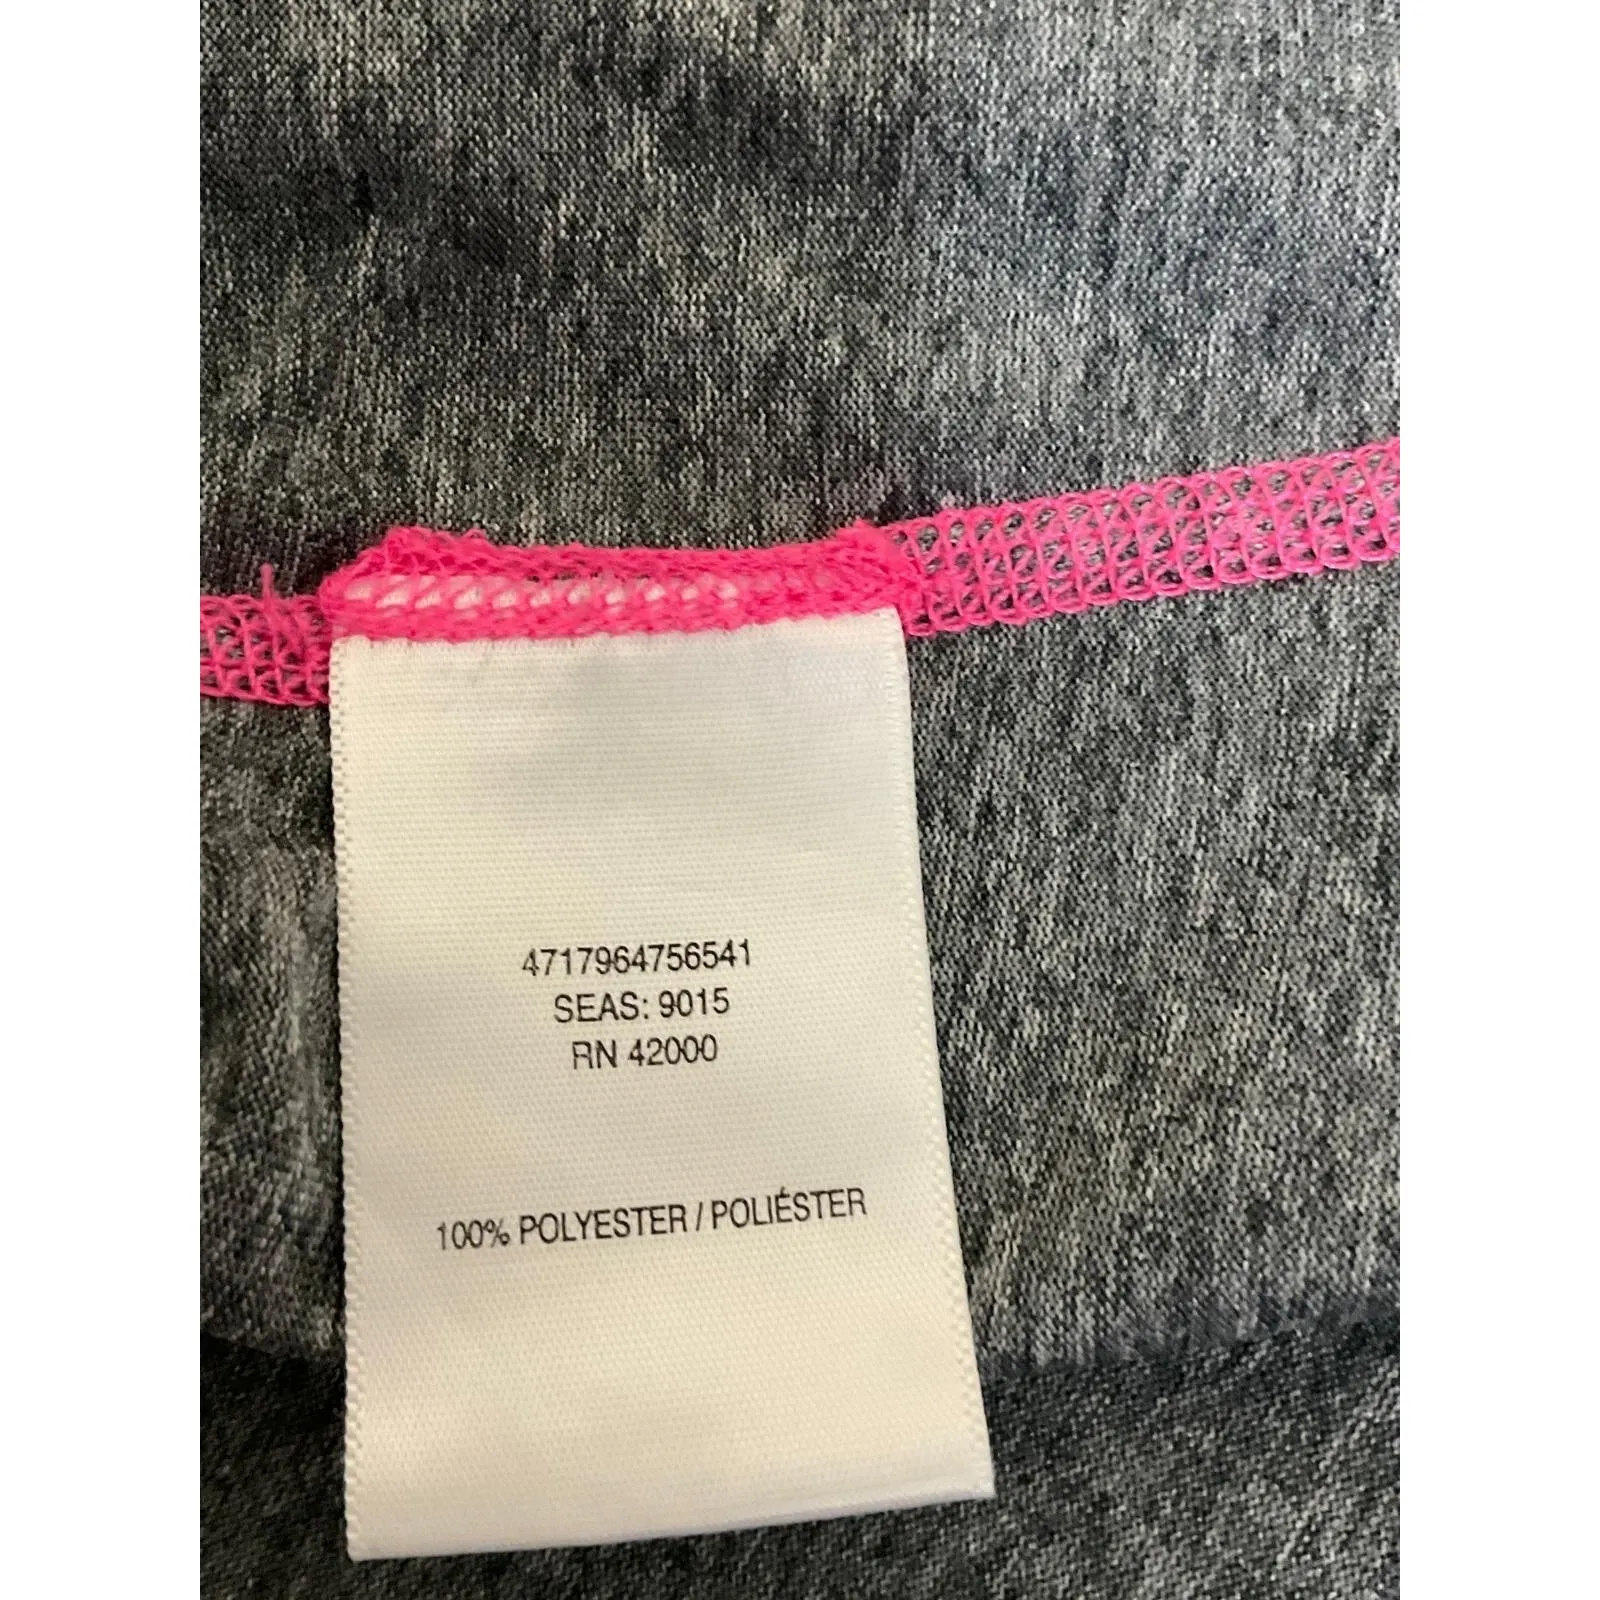 4717964756541
SEAS: 9015
RN 42000
100% POLYESTER / POLIÉSTER